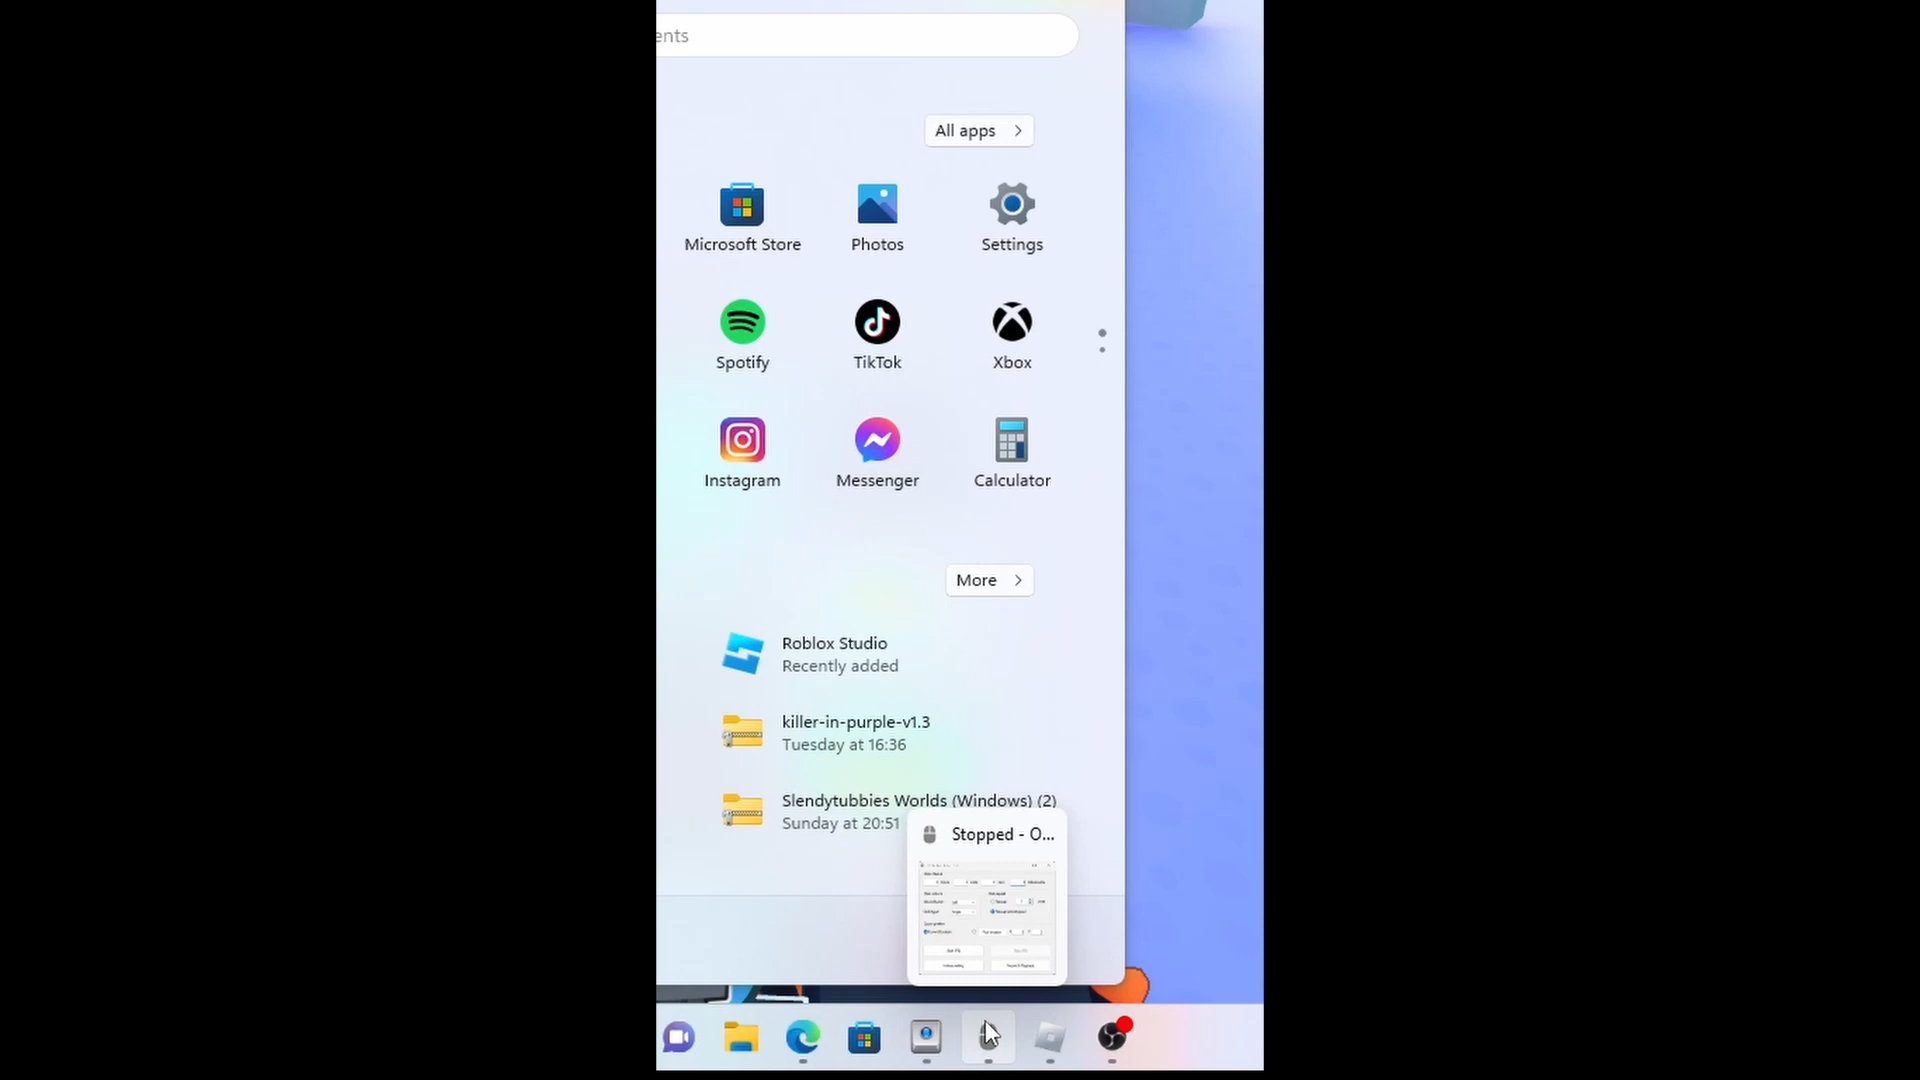 ents
All apps
Microsoft Store
Photos
Settings
Spotify
TikTok
Xbox
Instagram
Messenger
Calculator
More
Roblox Studio
Recently added
killer-in-purple-v1.3
Tuesday at 16:36
Slendytubbies Worlds (Windows) (2)
Sunday at 20:51
Stopped - O...